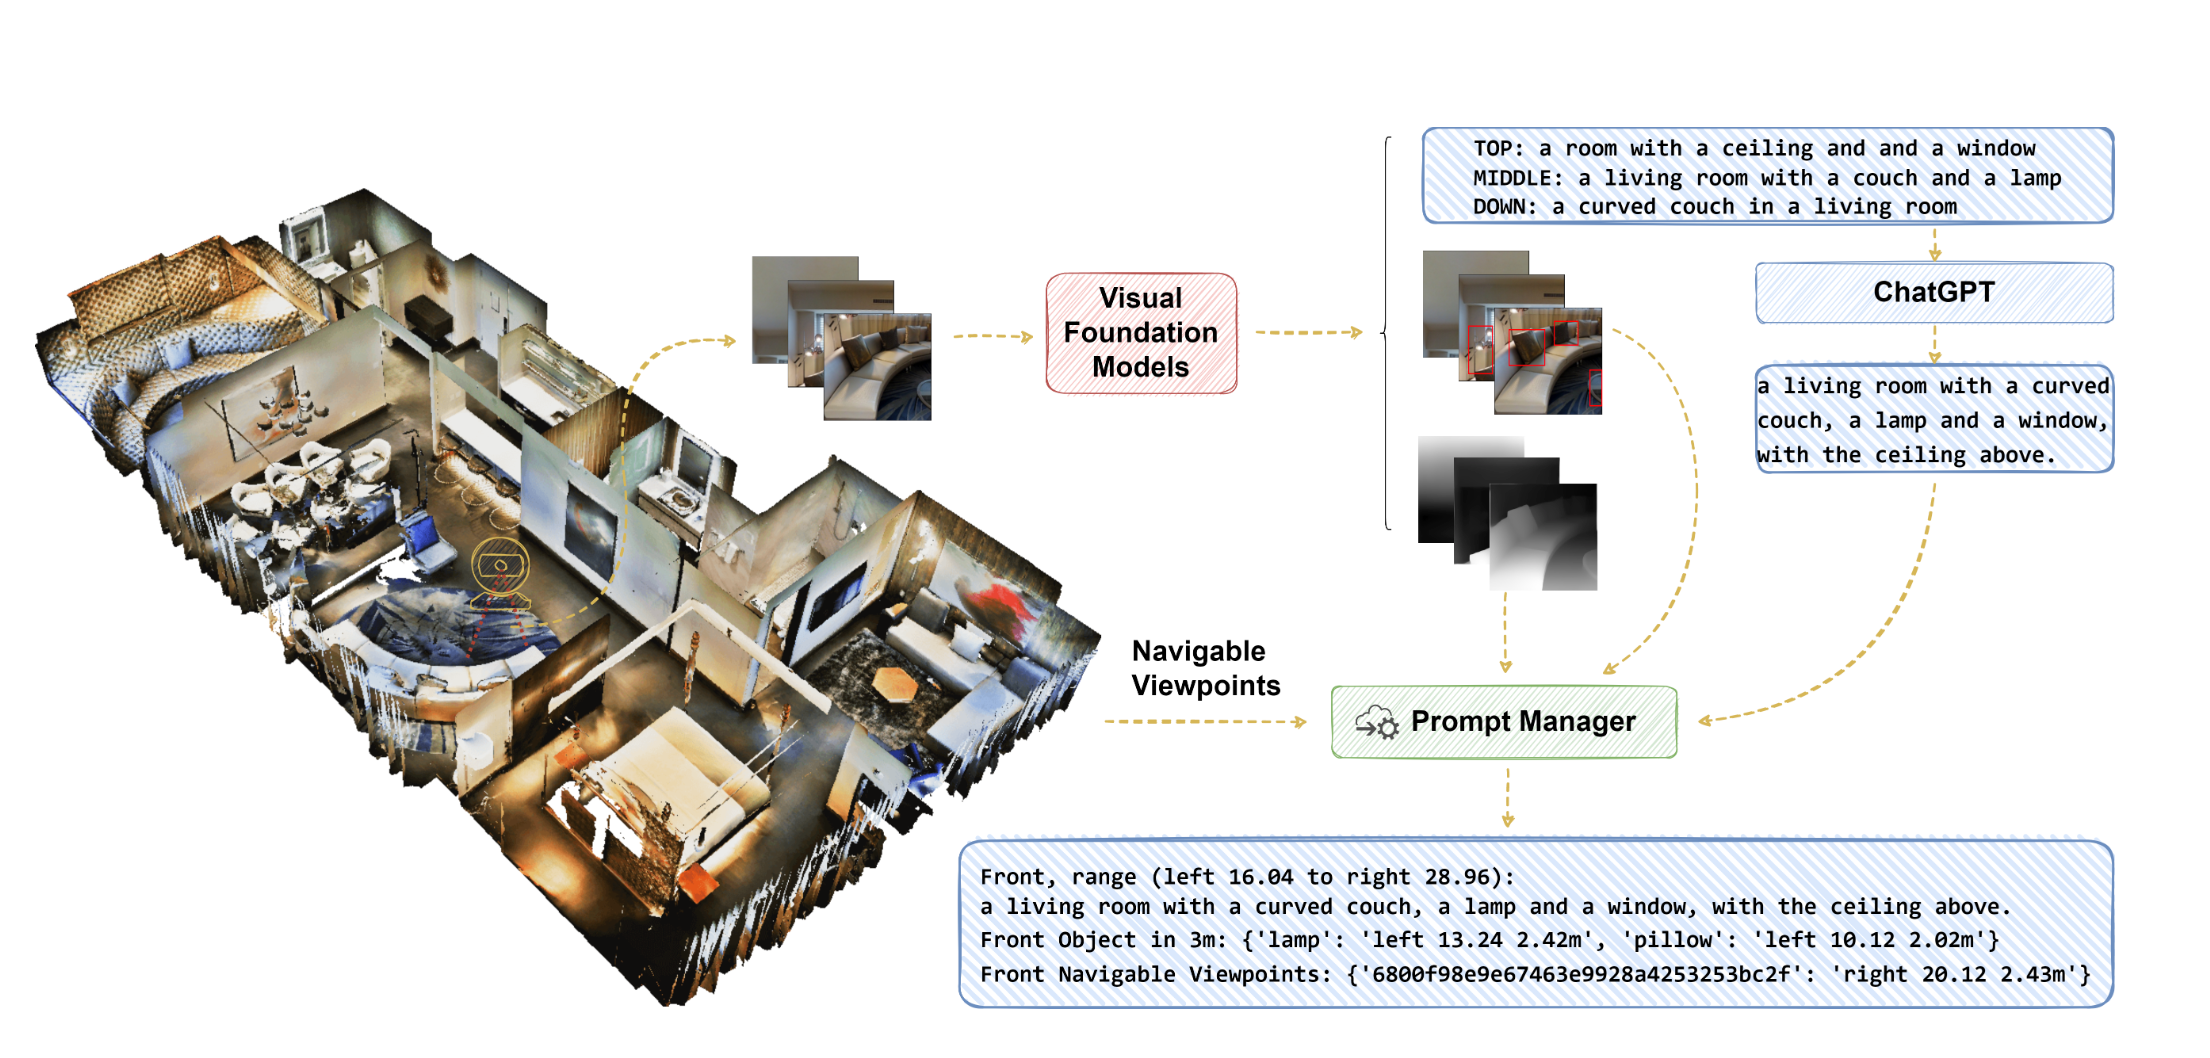 TOP: a room with a ceiling and and a window
MIDDLE: a living room with a couch and a lamp
DOWN: a curved couch in a living room
Visual
Foundation
Models
ChatGPT
a living room with a curved
couch, a lamp and a window,
with the ceiling above.
Navigable
Viewpoints
Prompt Manager
Front, range (left 16.04 to right 28.96):
a living room with a curved couch, a lamp and a window, with the ceiling above.
Front Object in 3m: {'lamp': 'left 13.24 2.42m', 'pillow': 'left 10.12 2.02m'}
Front Navigable Viewpoints: {'6800f98e9e67463e9928a4253253bc2f': 'right 20.12 2.43m'}